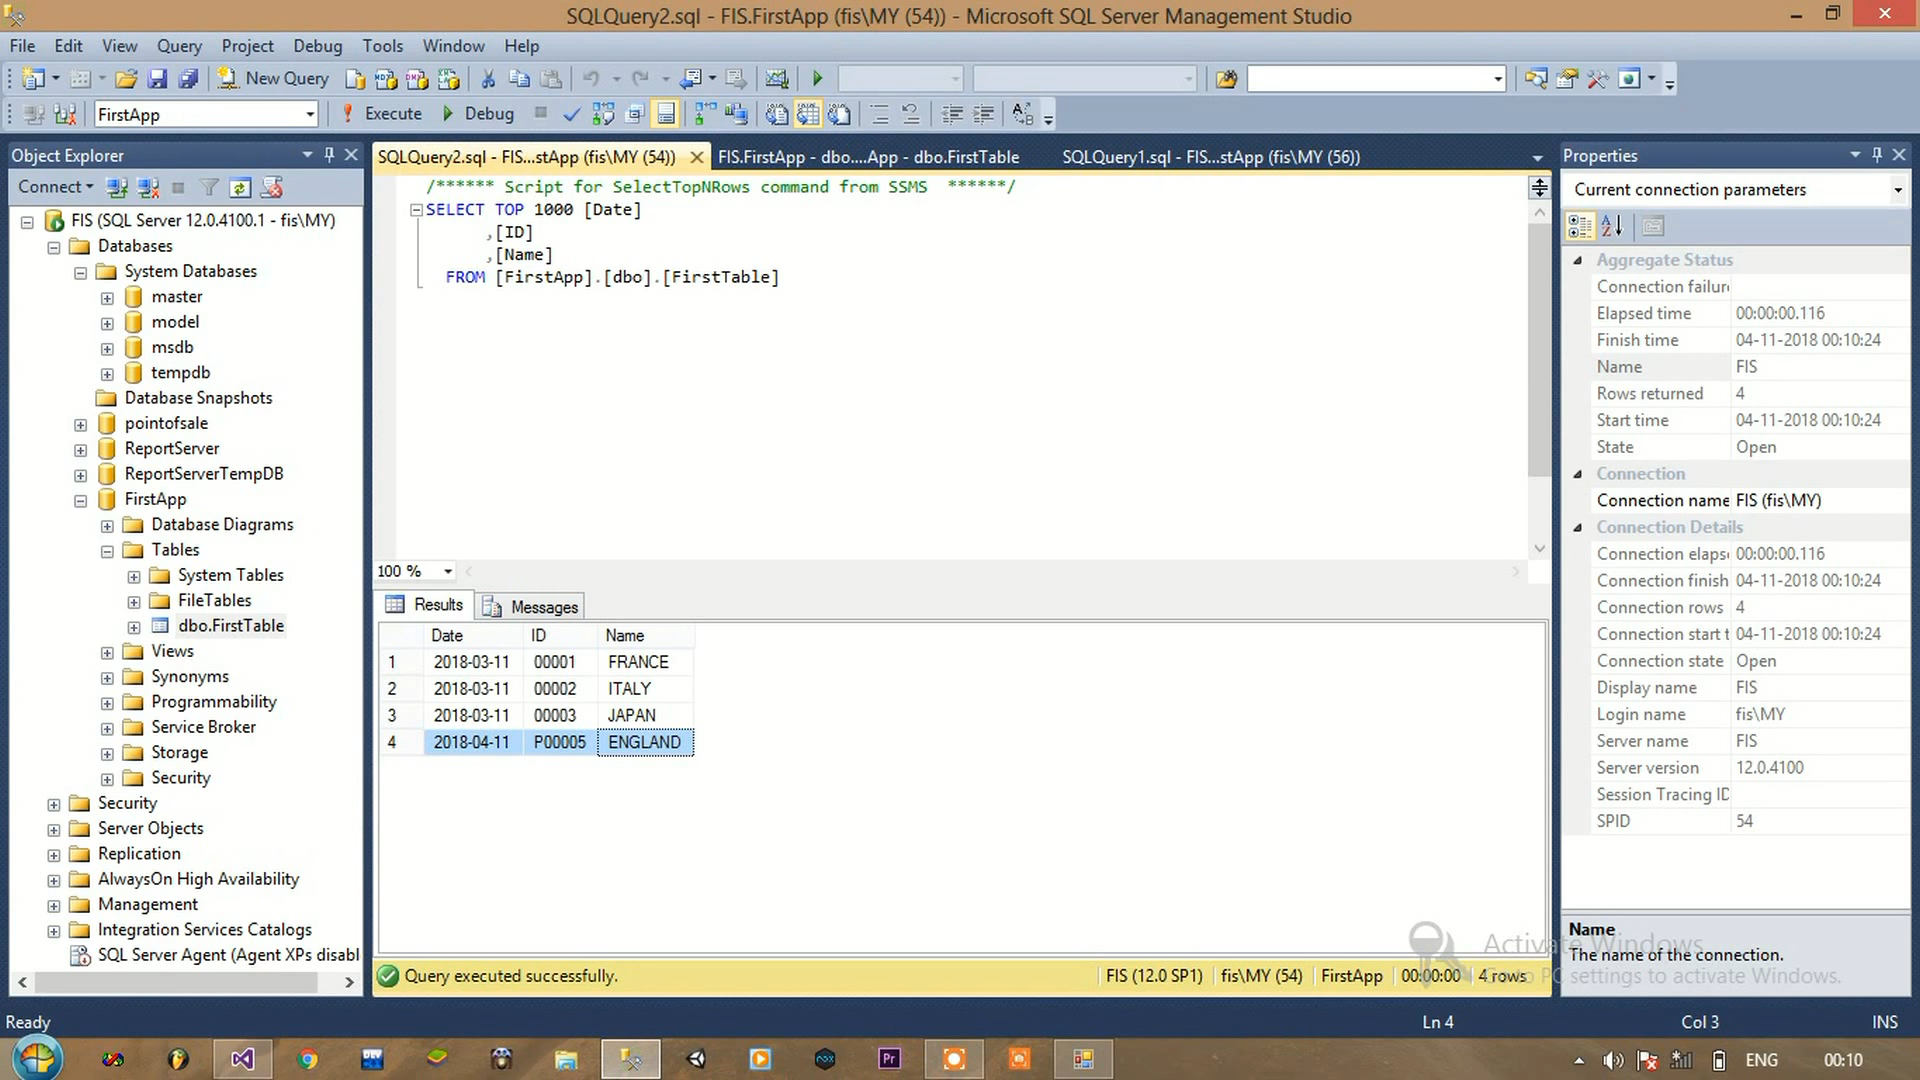 SQLQuery2.sql - FIS.FirstApp (fis\MY (54)) - Microsoft SQL Server Management Studio
File Edit View Query Project Debug Tools Window Help
New Query
FirstApp Execute Debug
Object Explorer
Connect
FIS (SQL Server 12.0.4100.1 - fis\MY)
Databases
System Databases
master
model
msdb
tempdb
Database Snapshots
pointofsale
ReportServer
ReportServerTempDB
FirstApp
Database Diagrams
Tables
System Tables
FileTables
dbo.FirstTable
Views
Synonyms
Programmability
Service Broker
Storage
Security
Security
Server Objects
Replication
AlwaysOn High Availability
Management
Integration Services Catalogs
SQL Server Agent (Agent XPs disabl
SQLQuery2.sql - FIS...stApp (fis\MY (54)) FIS.FirstApp - dbo....App - dbo.FirstTable SQLQuery1.sql - FIS...stApp (fis\MY (56))
/****** Script for SelectTopNRows command from SSMS ******/
SELECT TOP 1000 [Date]
,[ID]
,[Name]
FROM [FirstApp].[dbo].[FirstTable]
100 %
Results Messages
Date ID Name
1 2018-03-11 00001 FRANCE
2 2018-03-11 00002 ITALY
3 2018-03-11 00003 JAPAN
4 2018-04-11 P00005 ENGLAND
Query executed successfully. FIS (12.0 SP1) fis\MY (54) FirstApp 00:00:00 4 rows
Properties
Current connection parameters
Aggregate Status
Connection failure
Elapsed time 00:00:00.116
Finish time 04-11-2018 00:10:24
Name FIS
Rows returned 4
Start time 04-11-2018 00:10:24
State Open
Connection
Connection name FIS (fis\MY)
Connection Details
Connection elaps 00:00:00.116
Connection finish 04-11-2018 00:10:24
Connection rows 4
Connection start t 04-11-2018 00:10:24
Connection state Open
Display name FIS
Login name fis\MY
Server name FIS
Server version 12.0.4100
Session Tracing ID
SPID 54
Name
The name of the connection.
Activate Windows
Go to PC settings to activate Windows.
Ready Ln 4 Col 3 INS
Pr ENG 00:10